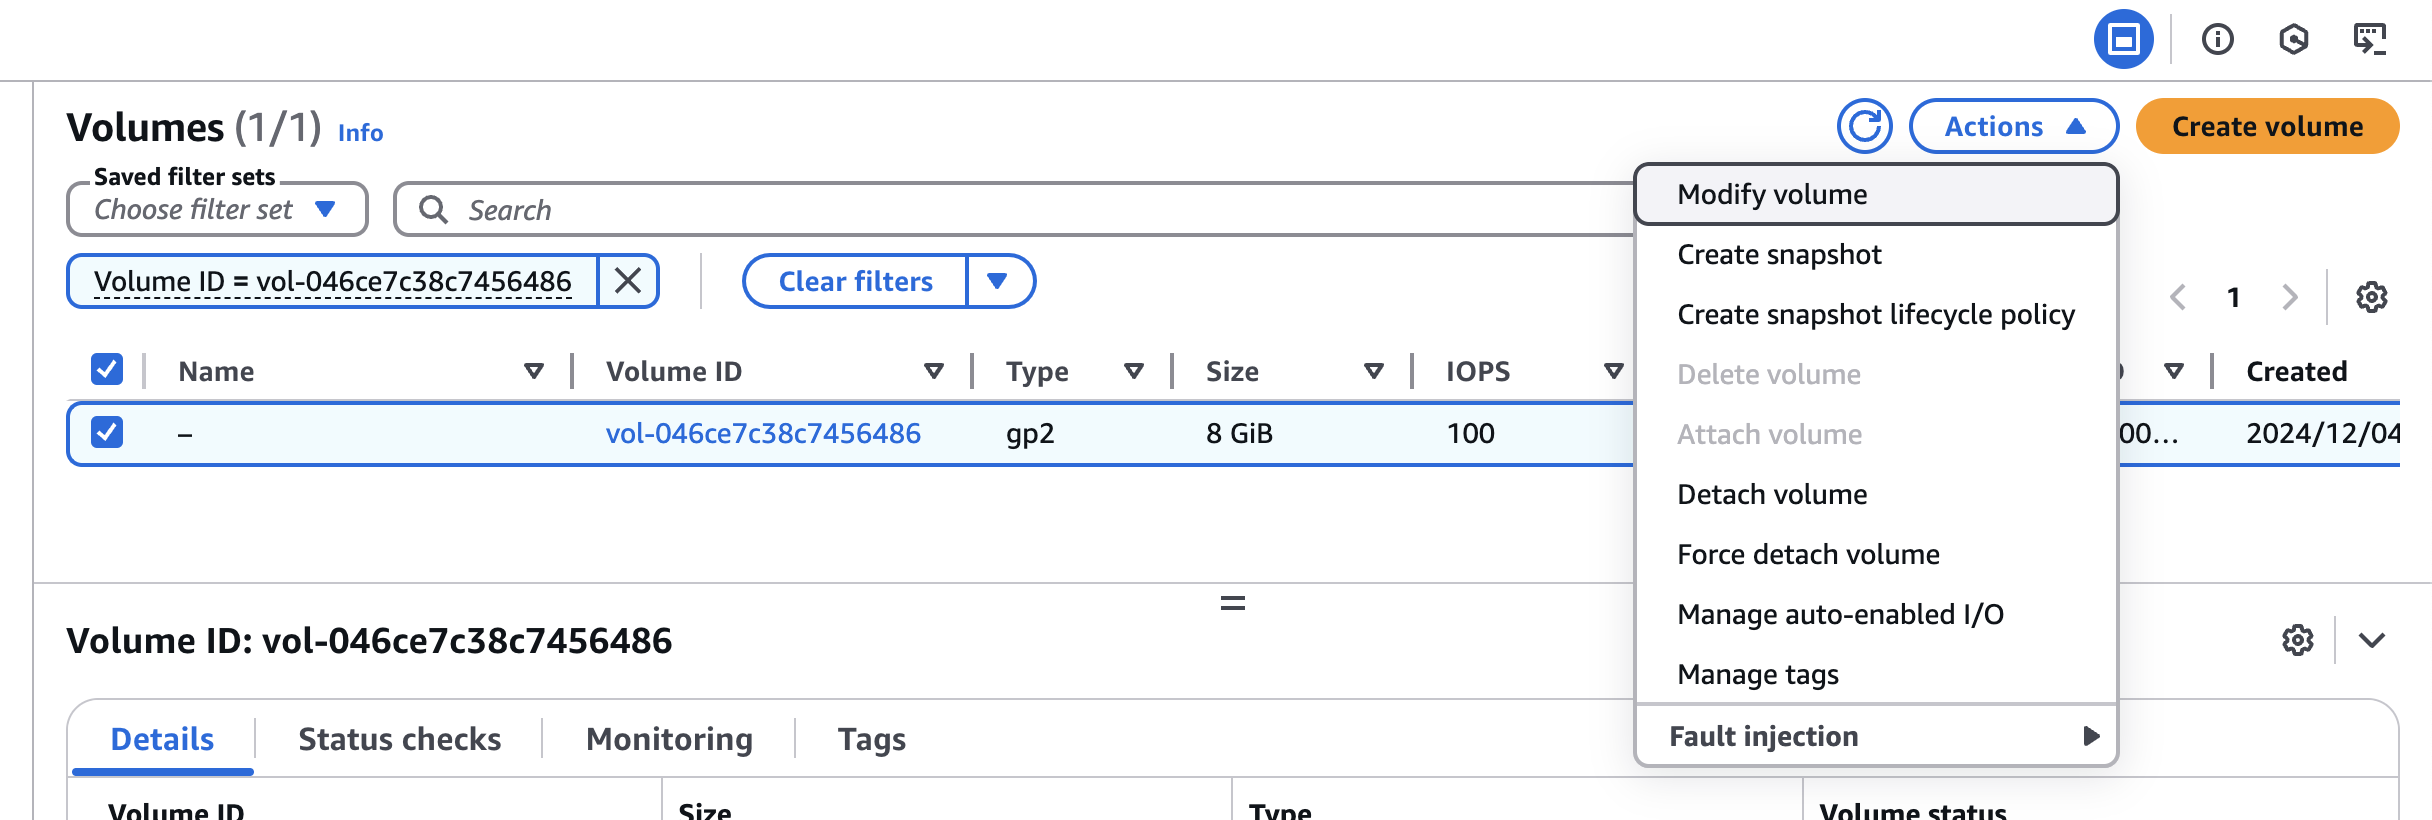 Volumes (1/1) Info
Actions
Create volume
Saved filter sets
Choose filter set
Search
Volume ID = vol-046ce7c38c7456486
Clear filters
1
Modify volume
Create snapshot
Create snapshot lifecycle policy
Delete volume
Attach volume
Detach volume
Force detach volume
Manage auto-enabled I/O
Manage tags
Fault injection
Name Volume ID Type Size IOPS Created
– vol-046ce7c38c7456486 gp2 8 GiB 100 00... 2024/12/04
Volume ID: vol-046ce7c38c7456486
Details Status checks Monitoring Tags
Volume ID Size Type Volume status